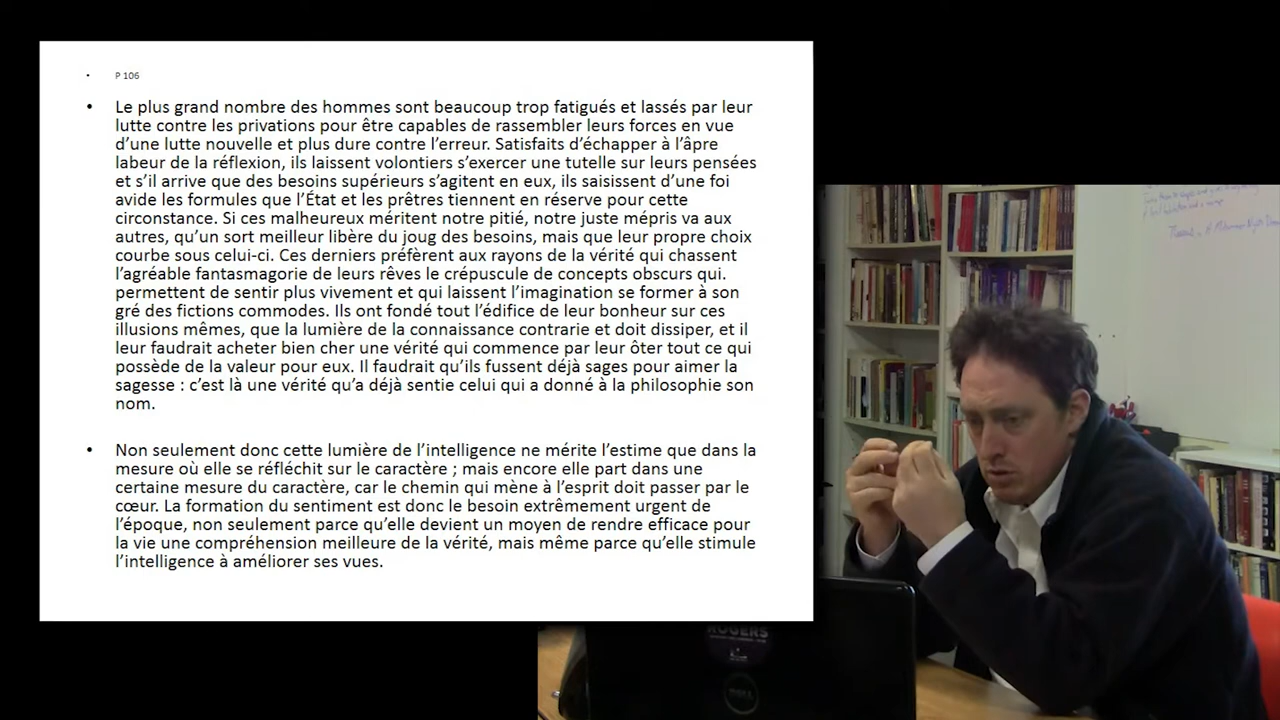 P 106
Le plus grand nombre des hommes sont beaucoup trop fatigués et lassés par leur
lutte contre les privations pour être capables de rassembler leurs forces en vue
d’une lutte nouvelle et plus dure contre l’erreur. Satisfaits d’échapper à l’âpre
labeur de la réflexion, ils laissent volontiers s’exercer une tutelle sur leurs pensées
et s’il arrive que des besoins supérieurs s’agitent en eux, ils saisissent d’une foi
avide les formules que l’État et les prêtres tiennent en réserve pour cette
circonstance. Si ces malheureux méritent notre pitié, notre juste mépris va aux
autres, qu’un sort meilleur libère du joug des besoins, mais que leur propre choix
courbe sous celui-ci. Ces derniers préfèrent aux rayons de la vérité qui chassent
l’agréable fantasmagorie de leurs rêves le crépuscule de concepts obscurs qui.
permettent de sentir plus vivement et qui laissent l’imagination se former à son
gré des fictions commodes. Ils ont fondé tout l’édifice de leur bonheur sur ces
illusions mêmes, que la lumière de la connaissance contrarie et doit dissiper, et il
leur faudrait acheter bien cher une vérité qui commence par leur ôter tout ce qui
possède de la valeur pour eux. Il faudrait qu’ils fussent déjà sages pour aimer la
sagesse : c’est là une vérité qu’a déjà sentie celui qui a donné à la philosophie son
nom.
Non seulement donc cette lumière de l’intelligence ne mérite l’estime que dans la
mesure où elle se réfléchit sur le caractère ; mais encore elle part dans une
certaine mesure du caractère, car le chemin qui mène à l’esprit doit passer par le
cœur. La formation du sentiment est donc le besoin extrêmement urgent de
l’époque, non seulement parce qu’elle devient un moyen de rendre efficace pour
la vie une compréhension meilleure de la vérité, mais même parce qu’elle stimule
l’intelligence à améliorer ses vues.
ROGERS
DELL